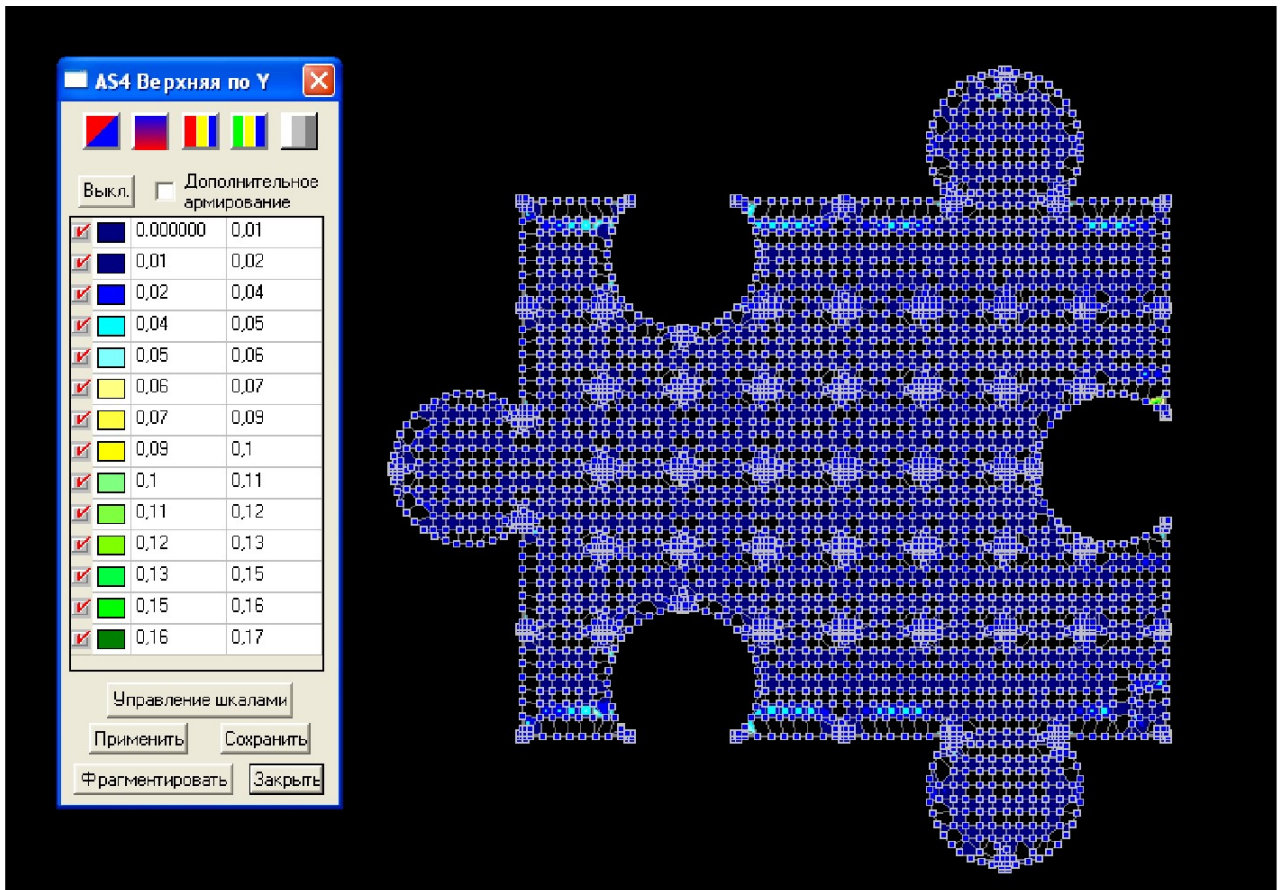 AS4 Верхняя по Y
Выкл.
Дополнительное
армирование
0.000000 0,01
0,01 0,02
0,02 0,04
0,04 0,05
0,05 0,06
0,06 0,07
0,07 0,09
0,09 0,1
0,1 0,11
0,11 0,12
0,12 0,13
0,13 0,15
0,15 0,16
0,16 0,17
Управление шкалами
Применить Сохранить
Фрагментировать Закрыть